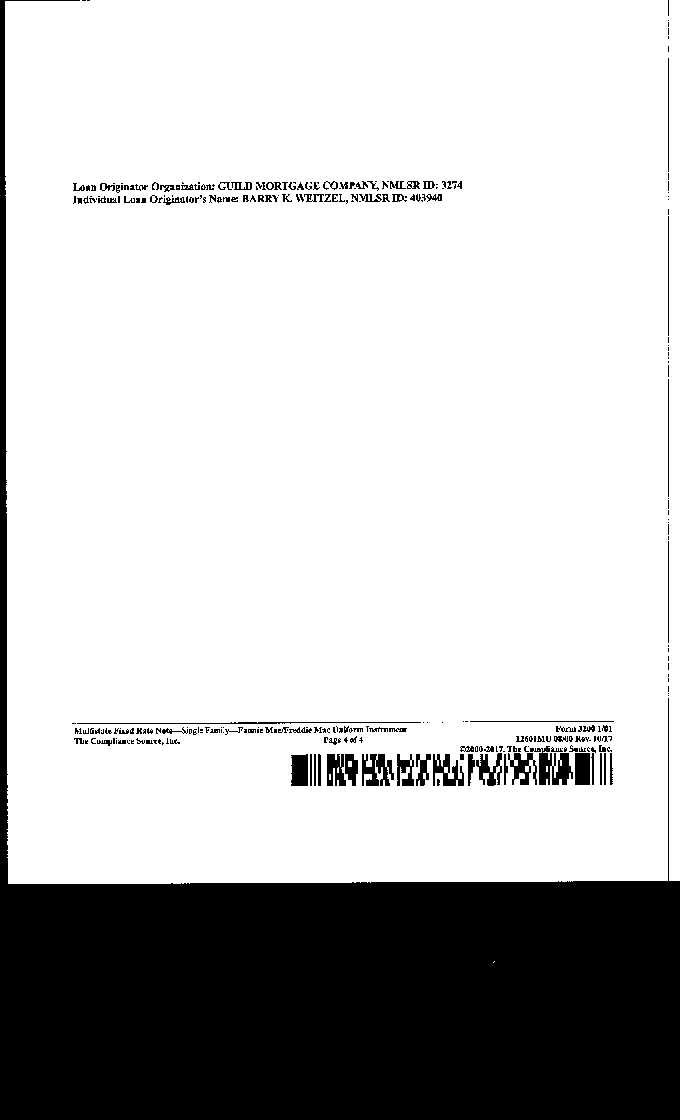 Loan Originator Organization: GUILD MORTGAGE COMPANY, NMLSR ID: 3274
Individual Loan Originator's Name: BARRY K. WEITZEL, NMLSR ID: 403940
Multistate Fixed Rate Note—Single Family—Fannie Mae/Freddie Mac Uniform Instrument
Form 3200 1/01
The Compliance Source, Inc.
Page 4 of 4
12601MU 08/00 Rev. 10/17
©2000-2017, The Compliance Source, Inc.